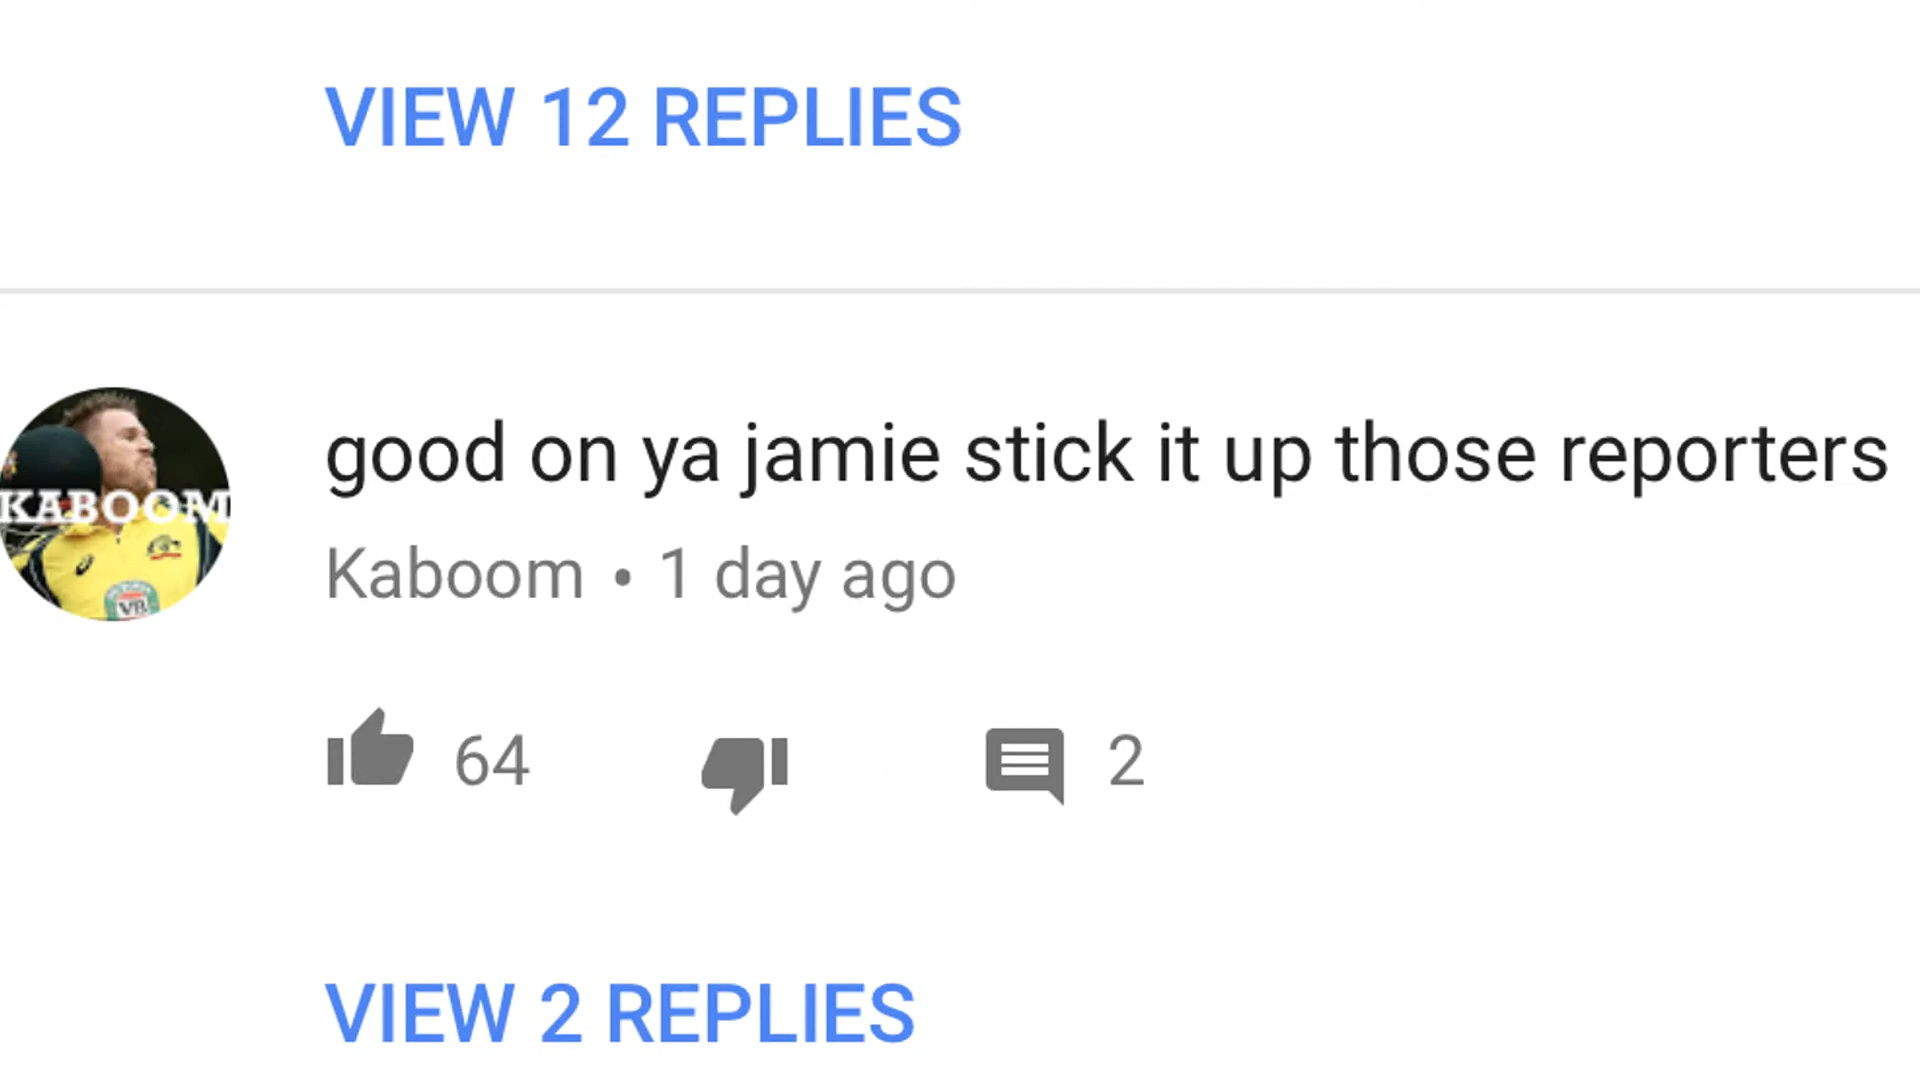 VIEW 12 REPLIES
KABOOM
good on ya jamie stick it up those reporters
Kaboom • 1 day ago
VB
64
2
VIEW 2 REPLIES